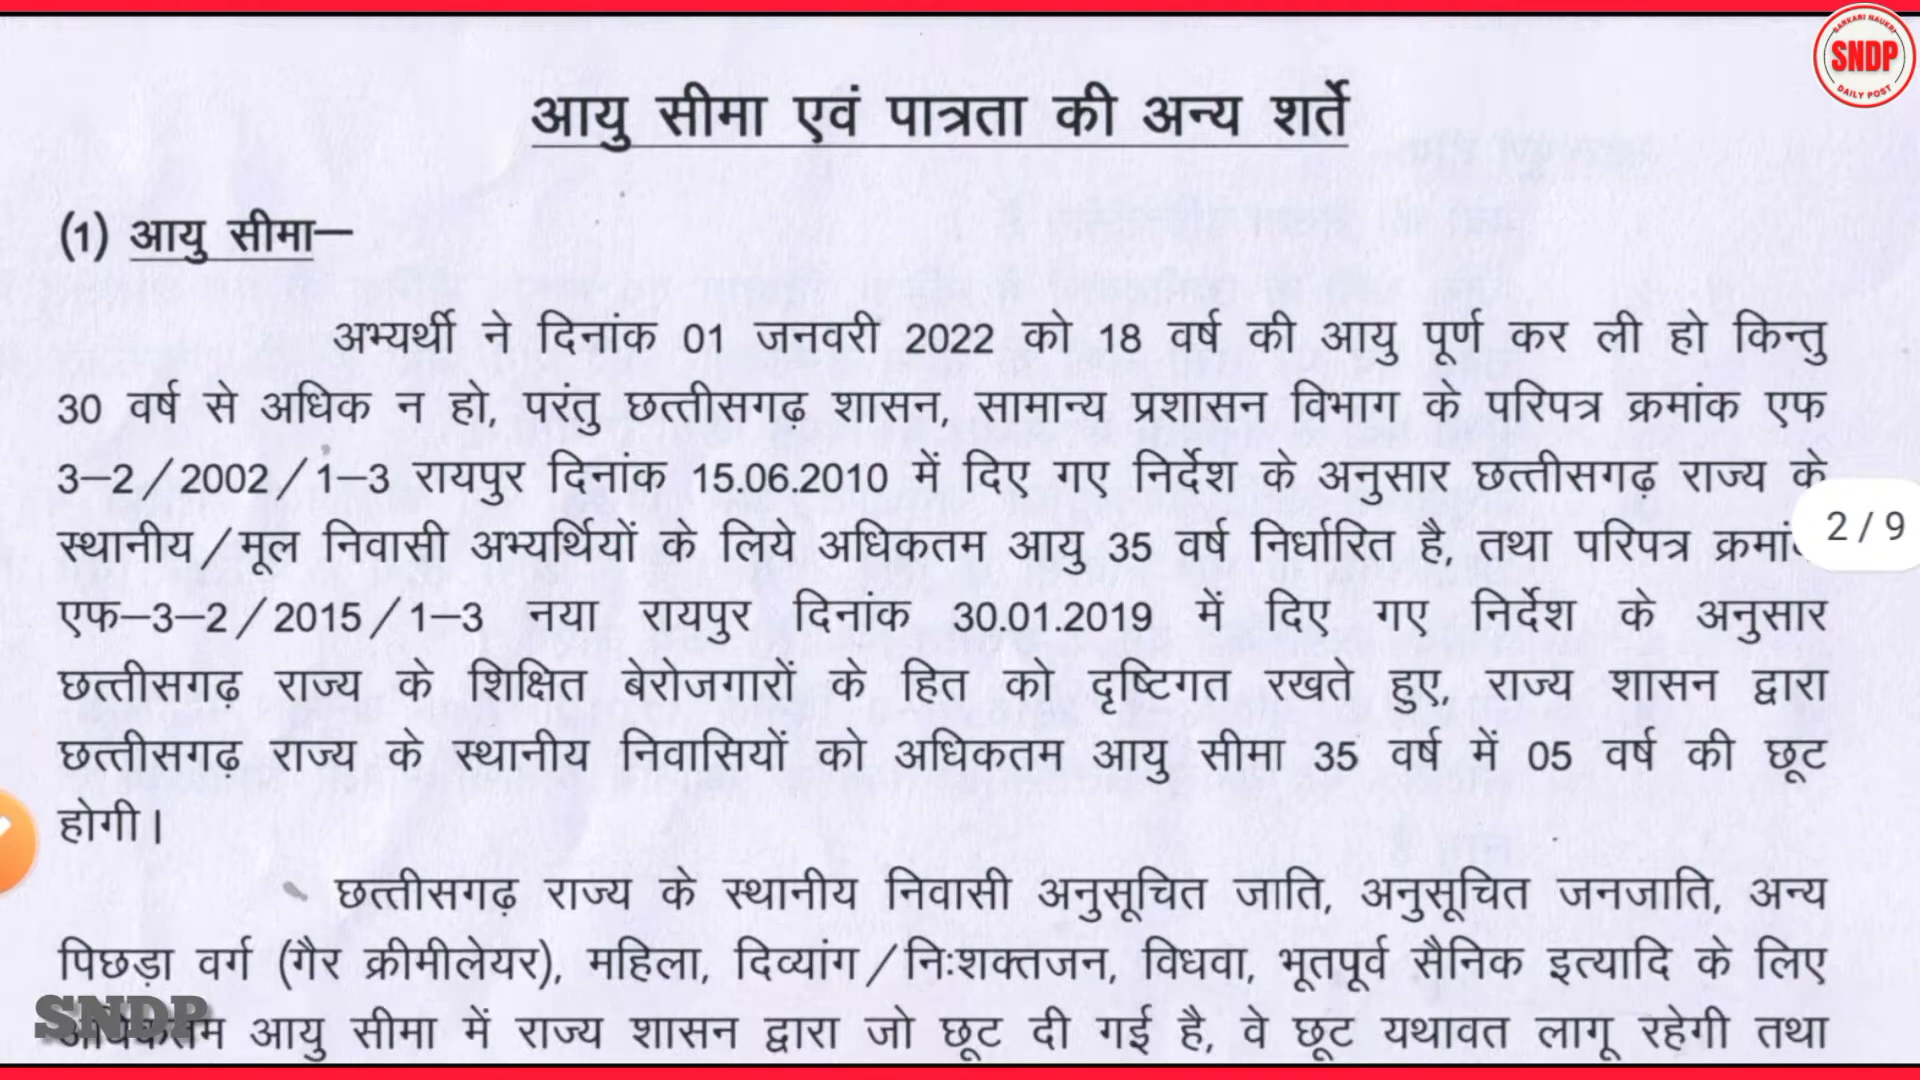 SARKARI NAUKRI
SNDP
DAILY POST
आयु सीमा एवं पात्रता की अन्य शर्ते
(1) आयु सीमा–
अभ्यर्थी ने दिनांक 01 जनवरी 2022 को 18 वर्ष की आयु पूर्ण कर ली हो किन्तु
30 वर्ष से अधिक न हो, परंतु छत्तीसगढ़ शासन, सामान्य प्रशासन विभाग के परिपत्र क्रमांक एफ
3–2/2002/1–3 रायपुर दिनांक 15.06.2010 में दिए गए निर्देश के अनुसार छत्तीसगढ़ राज्य के
स्थानीय/मूल निवासी अभ्यर्थियों के लिये अधिकतम आयु 35 वर्ष निर्धारित है, तथा परिपत्र
2 / 9
एफ–3–2/2015/1–3 नया रायपुर दिनांक 30.01.2019 में दिए गए निर्देश के अनुसार
छत्तीसगढ़ राज्य के शिक्षित बेरोजगारों के हित को दृष्टिगत रखते हुए, राज्य शासन द्वारा
छत्तीसगढ़ राज्य के स्थानीय निवासियों को अधिकतम आयु सीमा 35 वर्ष में 05 वर्ष की छूट
होगी।
छत्तीसगढ़ राज्य के स्थानीय निवासी अनुसूचित जाति, अनुसूचित जनजाति, अन्य
पिछड़ा वर्ग (गैर क्रीमीलेयर), महिला, दिव्यांग/निःशक्तजन, विधवा, भूतपूर्व सैनिक इत्यादि के लिए
SNDP
आयु सीमा में राज्य शासन द्वारा जो छूट दी गई है, वे छूट यथावत लागू रहेगी तथा